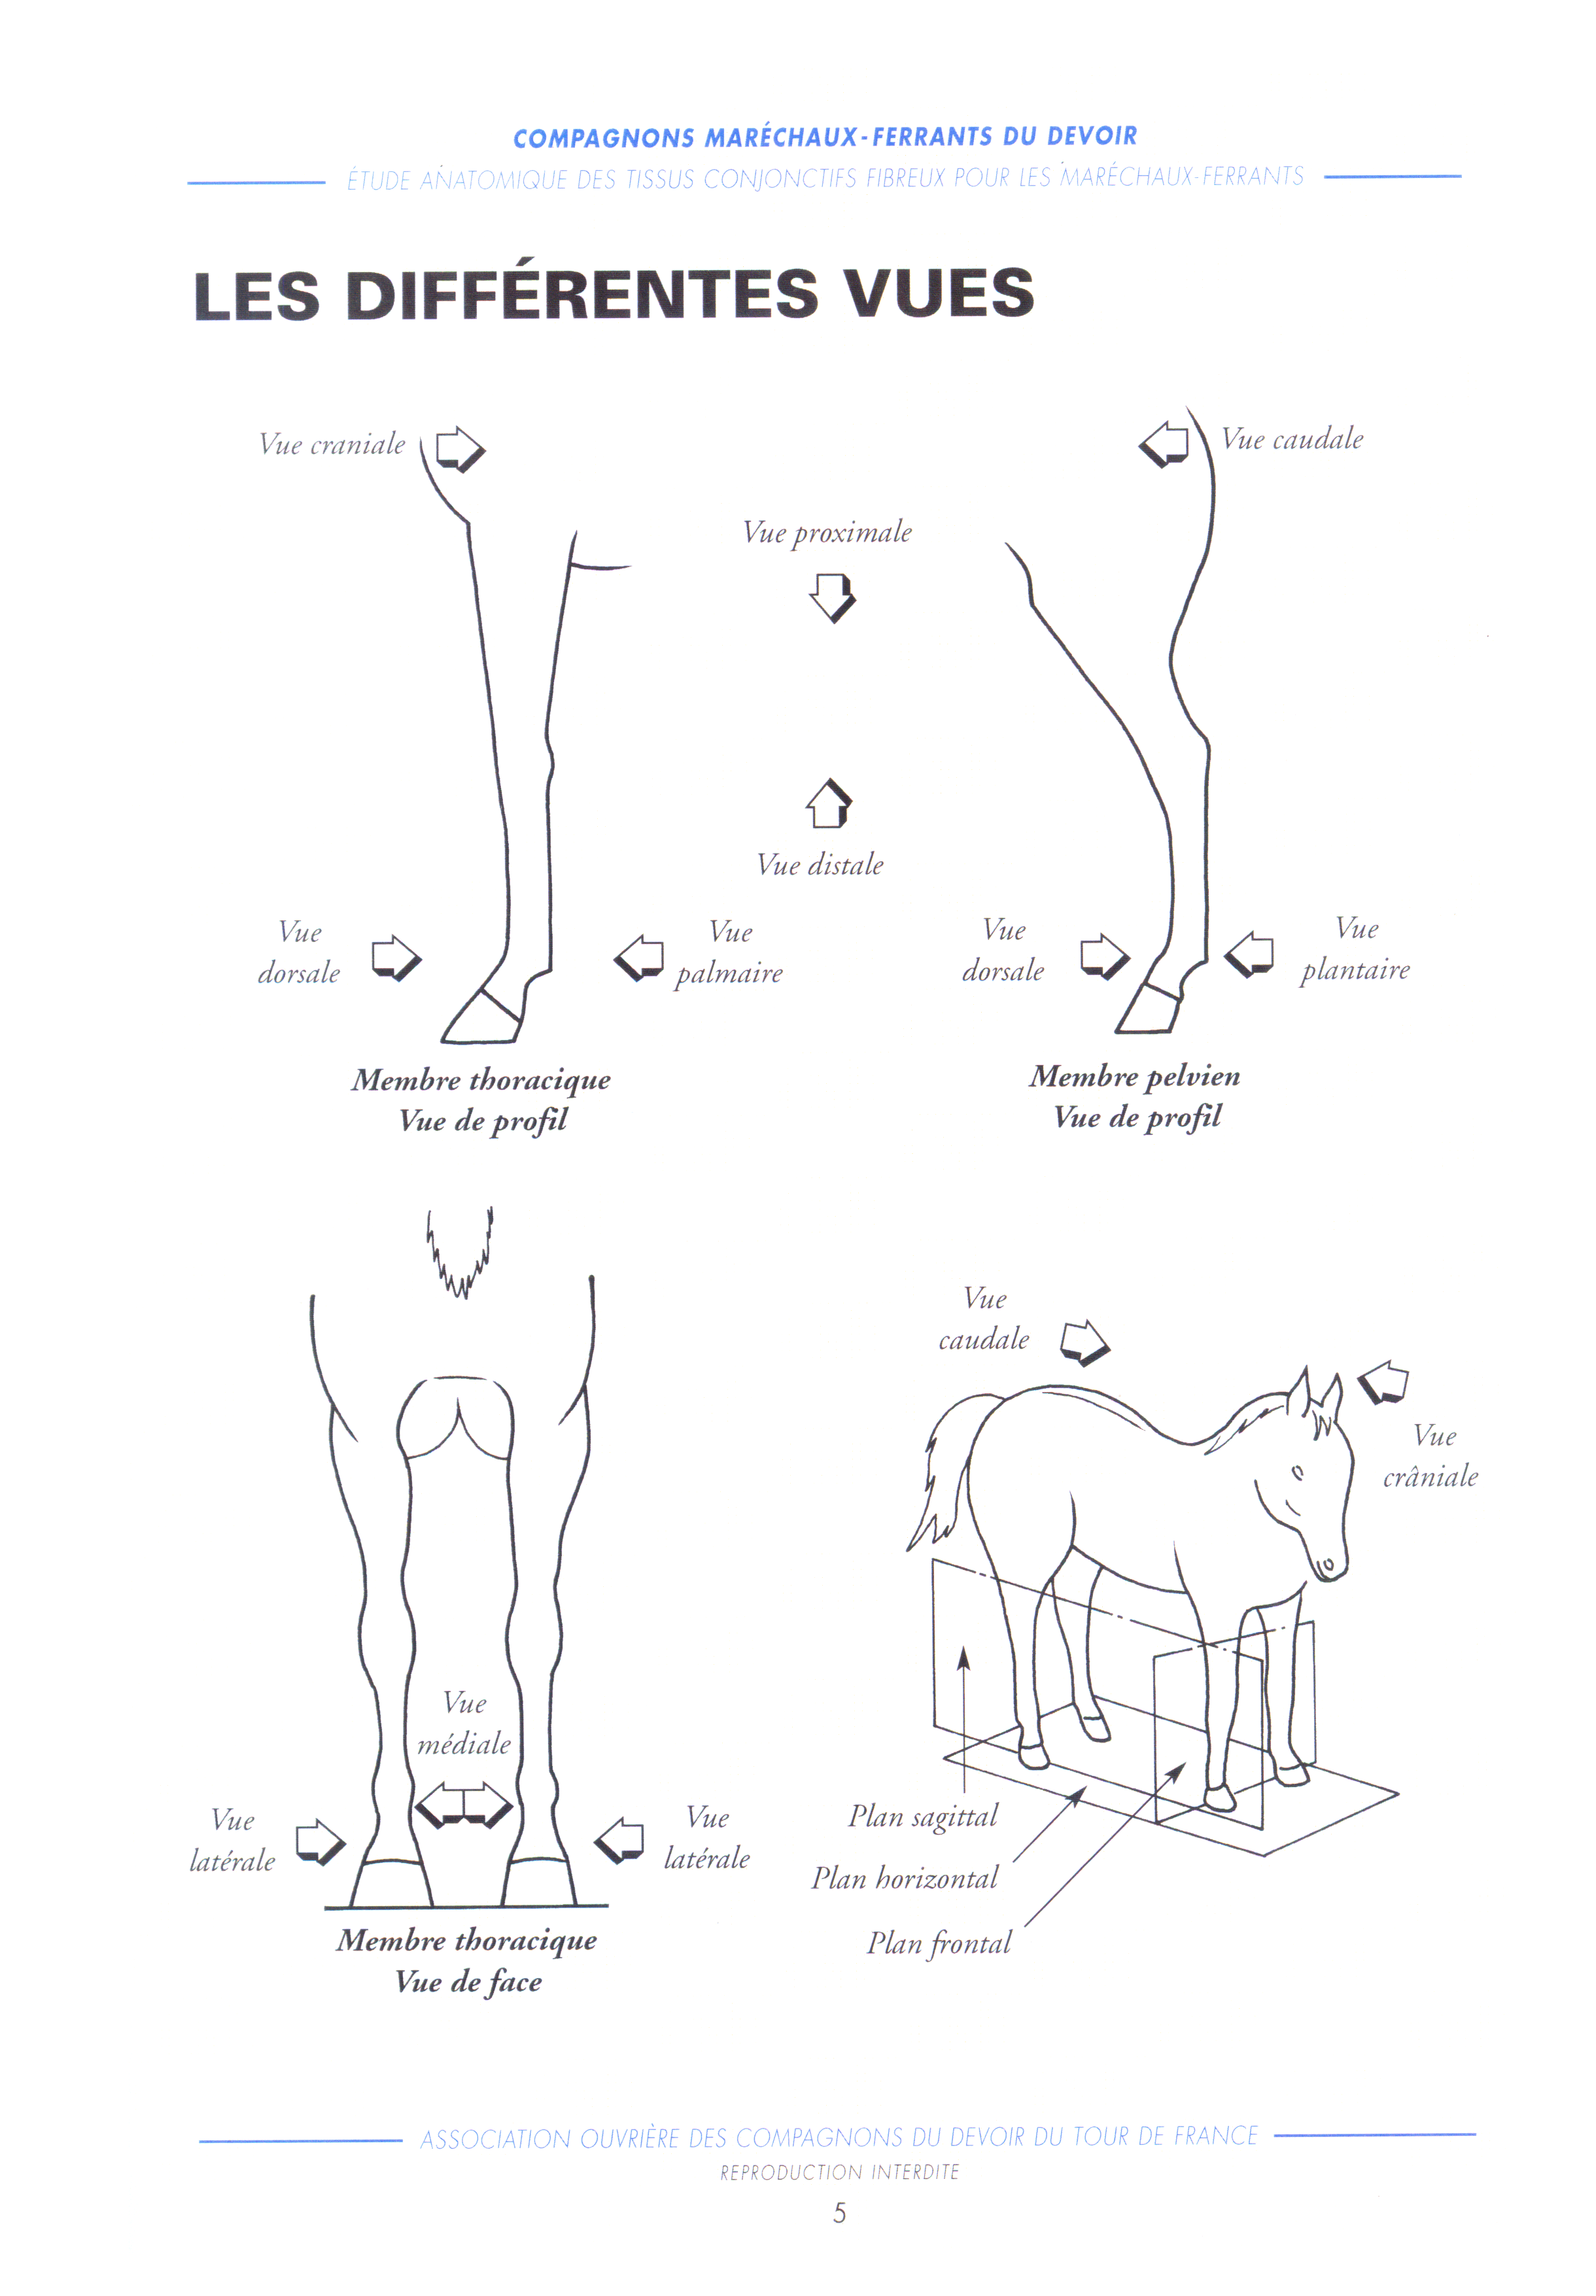 COMPAGNONS MARÉCHAUX-FERRANTS DU DEVOIR
ÉTUDE ANATOMIQUE DES TISSUS CONJONCTIFS FIBREUX POUR LES MARÉCHAUX-FERRANTS
LES DIFFÉRENTES VUES
Vue craniale
Vue caudale
Vue proximale
Vue distale
Vue
dorsale
Vue
palmaire
Vue
dorsale
Vue
plantaire
Membre thoracique
Vue de profil
Membre pelvien
Vue de profil
Vue
médiale
Vue
latérale
Vue
latérale
Membre thoracique
Vue de face
Vue
caudale
Vue
crâniale
Plan sagittal
Plan horizontal
Plan frontal
ASSOCIATION OUVRIÈRE DES COMPAGNONS DU DEVOIR DU TOUR DE FRANCE
REPRODUCTION INTERDITE
5